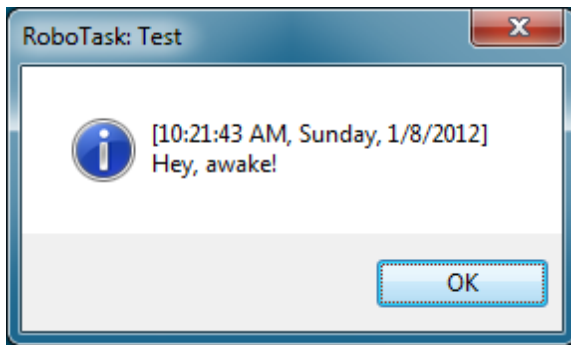 RoboTask: Test
[10:21:43 AM, Sunday, 1/8/2012]
Hey, awake!
OK